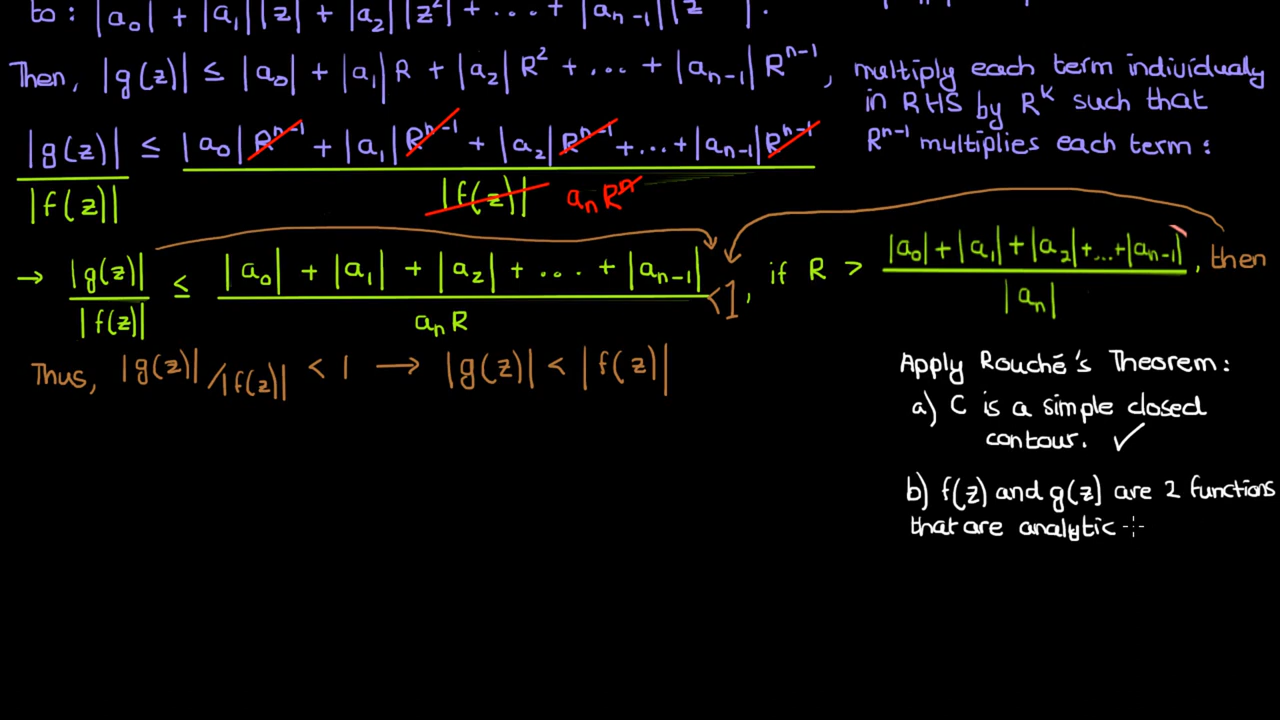 to: |a₀| + |a₁||z| + |a₂||z²| + ... + |aₙ₋₁||z |.
Then, |g(z)| ≤ |a₀| + |a₁| R + |a₂| R² + ... + |aₙ₋₁| Rⁿ⁻¹, multiply each term individualy
in RHS by Rᴷ such that
Rⁿ⁻¹ multiplies each term:
|g(z)| / |f(z)| ≤ |a₀| Rⁿ⁻¹ + |a₁| Rⁿ⁻¹ + |a₂| Rⁿ⁻¹ + ... + |aₙ₋₁| Rⁿ⁻¹ / |f(z)| aₙ Rⁿ
→ |g(z)| / |f(z)| ≤ |a₀| + |a₁| + |a₂| + ... + |aₙ₋₁| / aₙ R < 1, if R > |a₀| + |a₁| + |a₂| + ... + |aₙ₋₁| / |aₙ|, then
Thus, |g(z)| / |f(z)| < 1 → |g(z)| < |f(z)|
Apply Rouché's Theorem:
a) C is a simple closed
contour. ✓
b) f(z) and g(z) are 2 functions
that are analytic